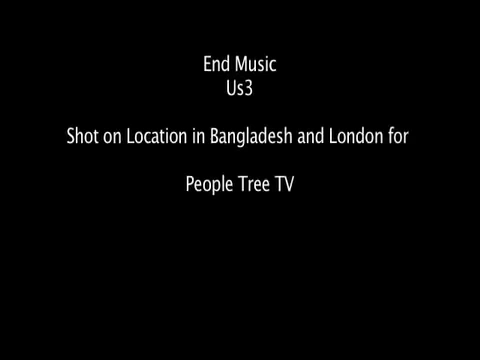 End Music
Us3
Shot on Location in Bangladesh and London for
People Tree TV